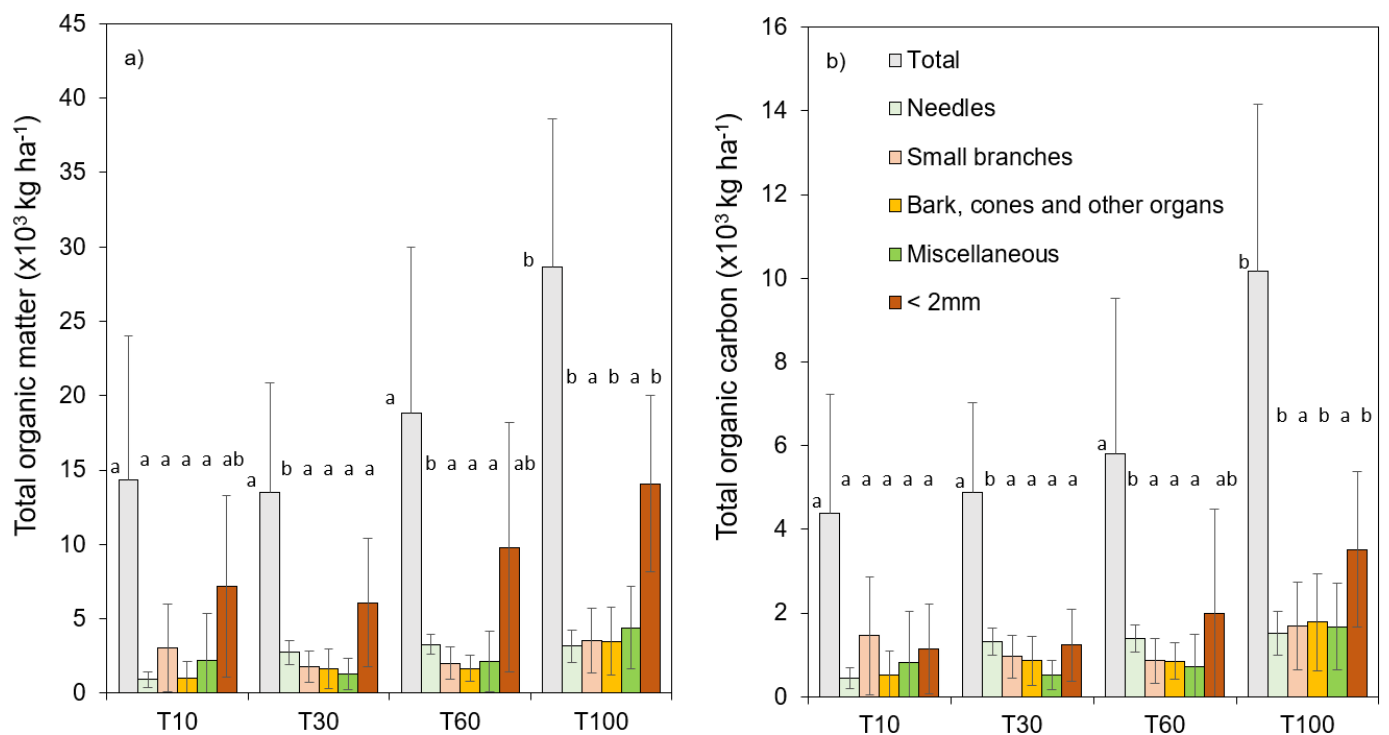 a)
Total organic matter (x10³ kg ha⁻¹)
45
40
35
30
25
20
15
10
5
0
a a a a a ab
a b a a a a
a b a a a ab
b
b a b a b
T10 T30 T60 T100
b)
Total organic carbon (x10³ kg ha⁻¹)
16
14
12
10
8
6
4
2
0
Total
Needles
Small branches
Bark, cones and other organs
Miscellaneous
< 2mm
a a a a a a
a b a a a a
a b a a a ab
b
b a b a b
T10 T30 T60 T100